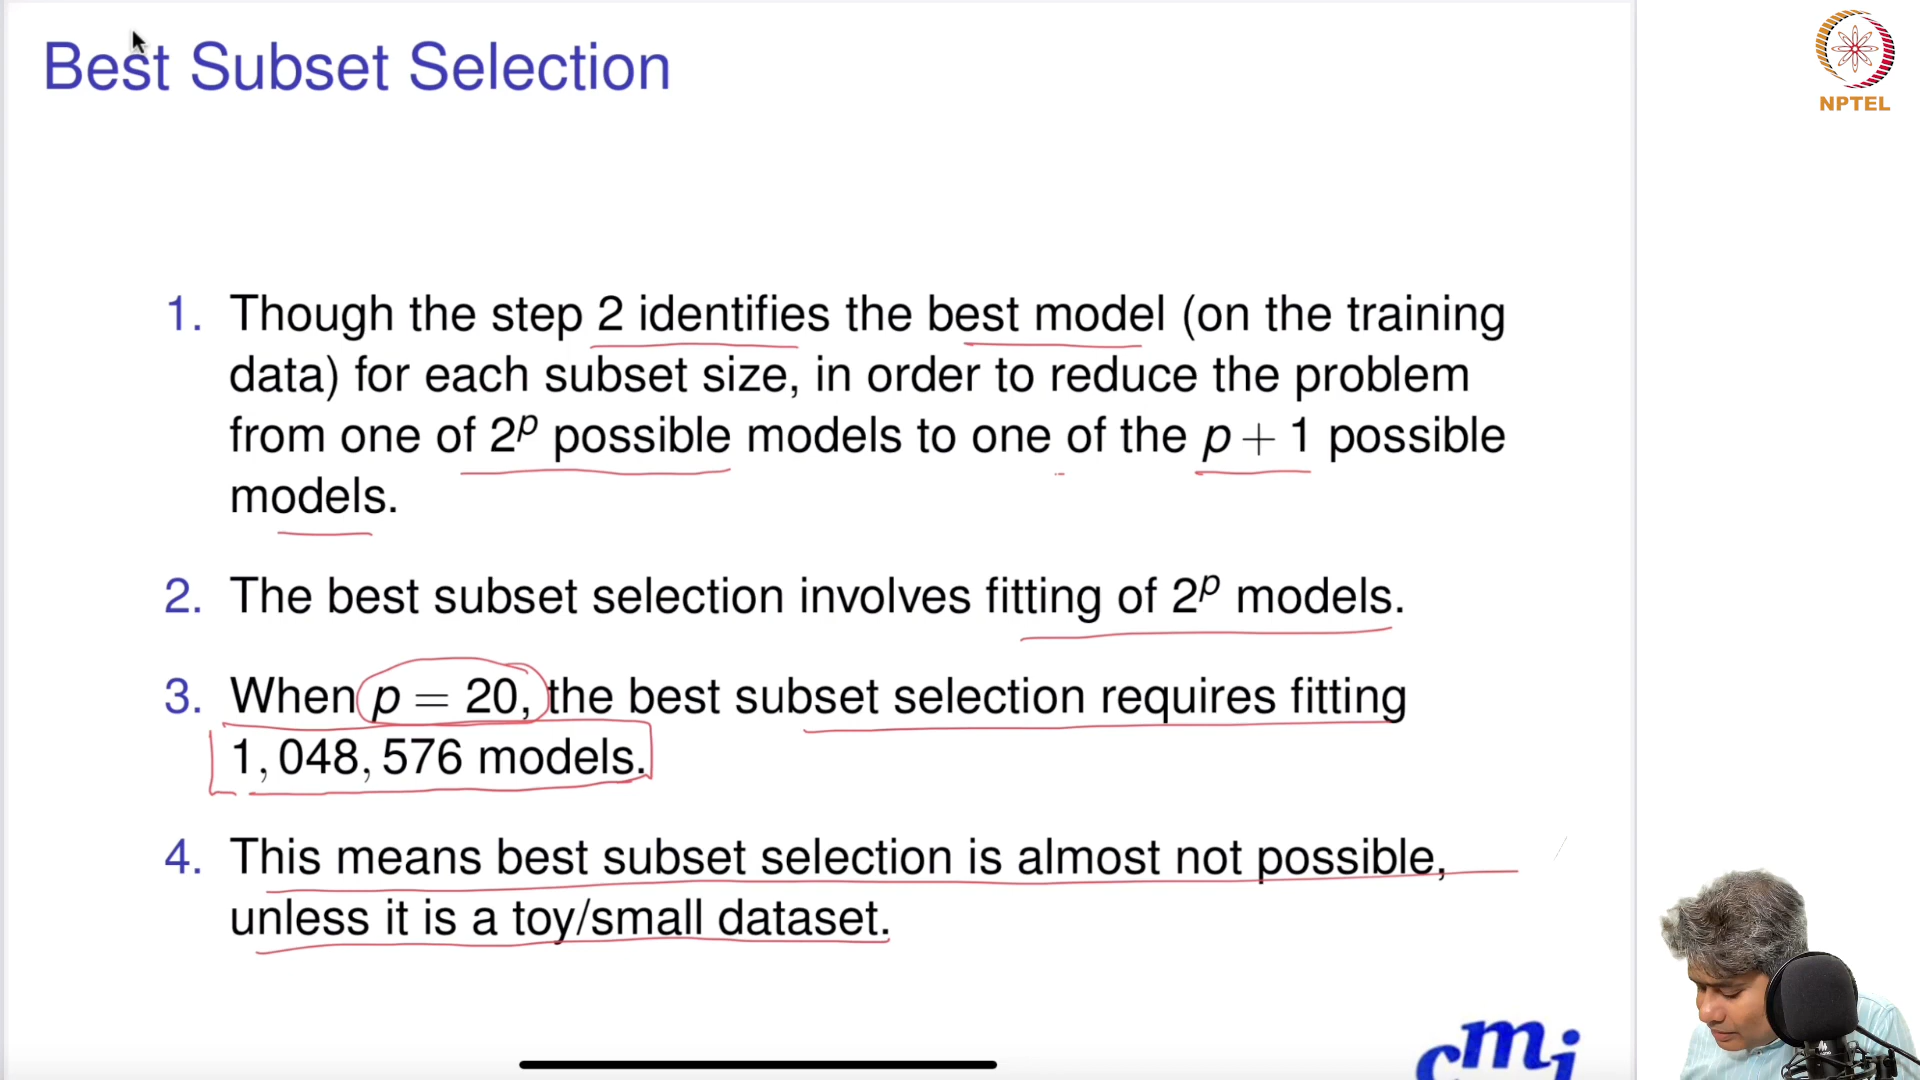 Best Subset Selection
NPTEL
1. Though the step 2 identifies the best model (on the training
data) for each subset size, in order to reduce the problem
from one of 2^p possible models to one of the p + 1 possible
models.
2. The best subset selection involves fitting of 2^p models.
3. When p = 20, the best subset selection requires fitting
1, 048, 576 models.
4. This means best subset selection is almost not possible,
unless it is a toy/small dataset.
cmi